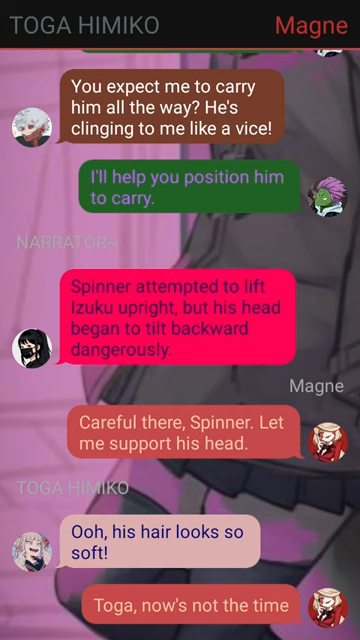 TOGA HIMIKO
Magne
You expect me to carry
him all the way? He's
clinging to me like a vice!
I'll help you position him
to carry.
NARRATOR~
Spinner attempted to lift
Izuku upright, but his head
began to tilt backward
dangerously.
Magne
Careful there, Spinner. Let
me support his head.
TOGA HIMIKO
Ooh, his hair looks so
soft!
Toga, now's not the time